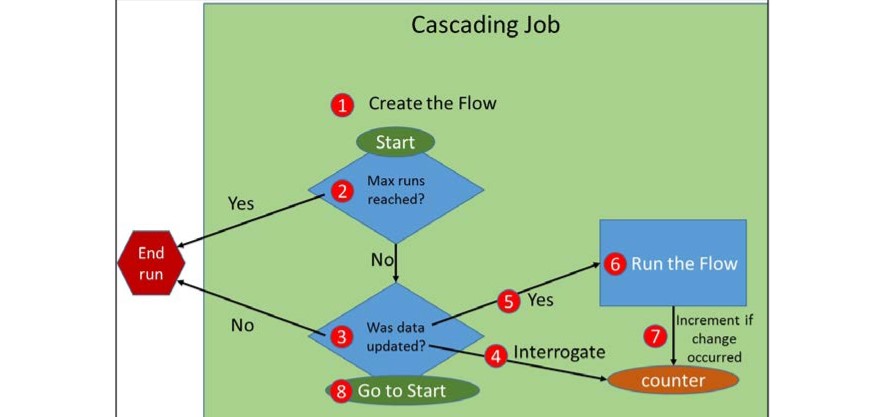 Cascading Job
1 Create the Flow
Start
2 Max runs
reached?
Yes
End
run
No
6 Run the Flow
5 Yes
No
3 Was data
updated?
4 Interrogate
7 Increment if
change
occurred
counter
8 Go to Start